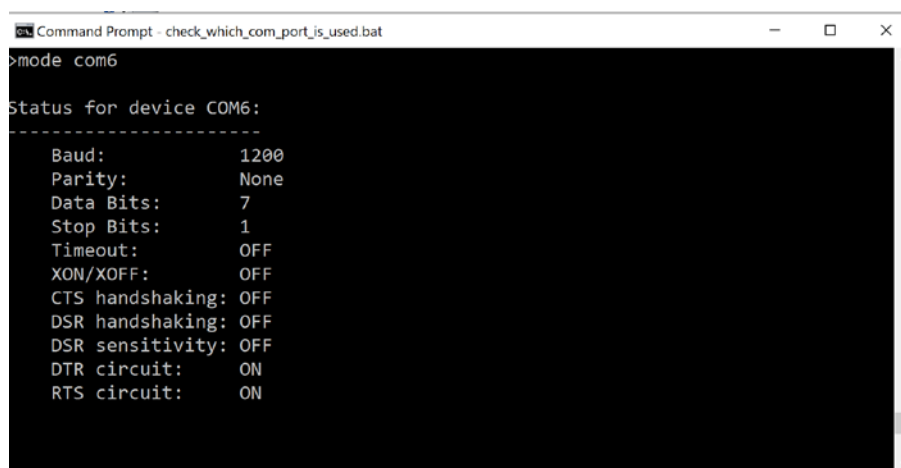 Command Prompt - check_which_com_port_is_used.bat
>mode com6
Status for device COM6:
-----------------------
Baud: 1200
Parity: None
Data Bits: 7
Stop Bits: 1
Timeout: OFF
XON/XOFF: OFF
CTS handshaking: OFF
DSR handshaking: OFF
DSR sensitivity: OFF
DTR circuit: ON
RTS circuit: ON